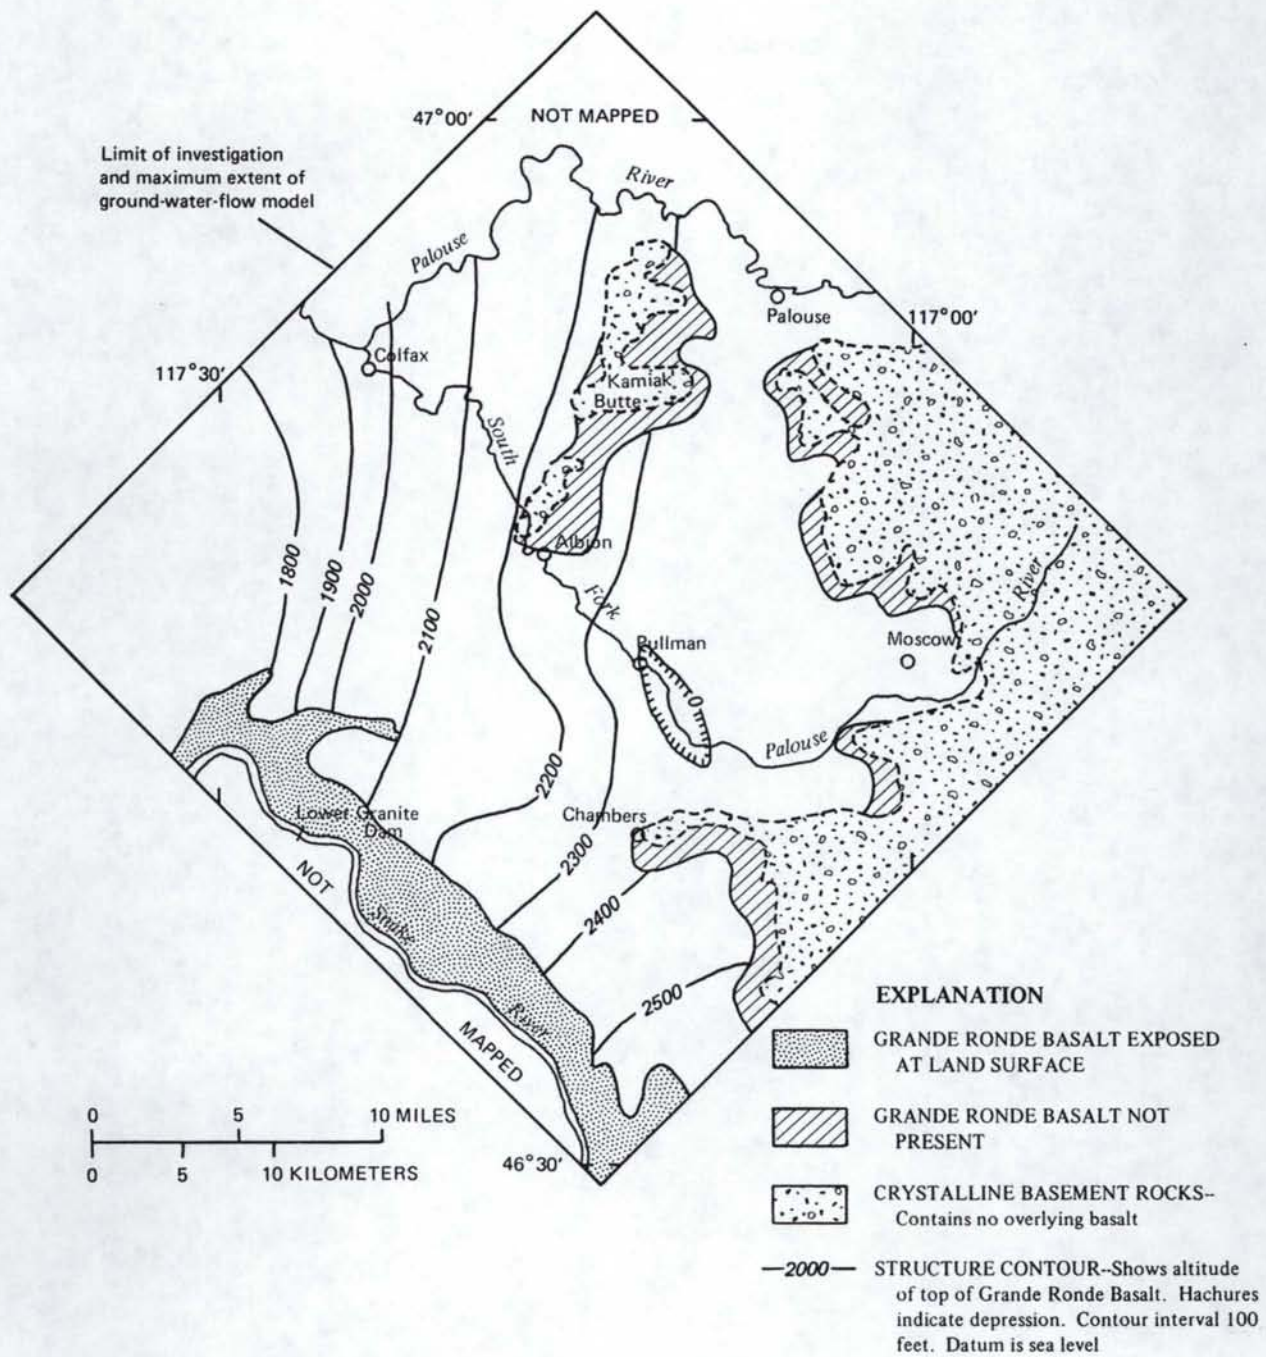 47°00'
NOT MAPPED
Limit of investigation
and maximum extent of
ground-water-flow model
River
Palouse
Palouse
117°00'
Colfax
117°30'
Kamiak
Butte
South
1800
1900
2000
2100
Albion
Fork
River
Pullman
Moscow
Palouse
2200
Chambers
Lower Granite
Dam
2300
NOT
2400
Snake
2500
River
MAPPED
46°30'
0 5 10 MILES
0 5 10 KILOMETERS
EXPLANATION
GRANDE RONDE BASALT EXPOSED
AT LAND SURFACE
GRANDE RONDE BASALT NOT
PRESENT
CRYSTALLINE BASEMENT ROCKS--
Contains no overlying basalt
—2000— STRUCTURE CONTOUR--Shows altitude
of top of Grande Ronde Basalt. Hachures
indicate depression. Contour interval 100
feet. Datum is sea level